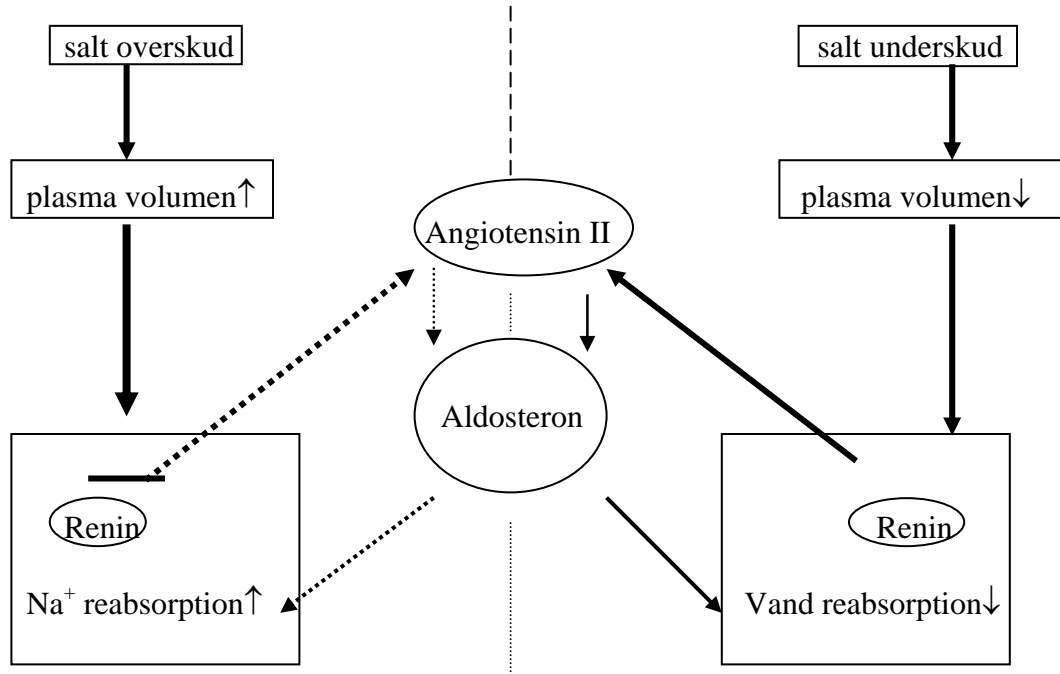 salt overskud
salt underskud
plasma volumen↑
plasma volumen↓
Angiotensin II
Aldosteron
Renin
Renin
Na⁺ reabsorption↑
Vand reabsorption↓